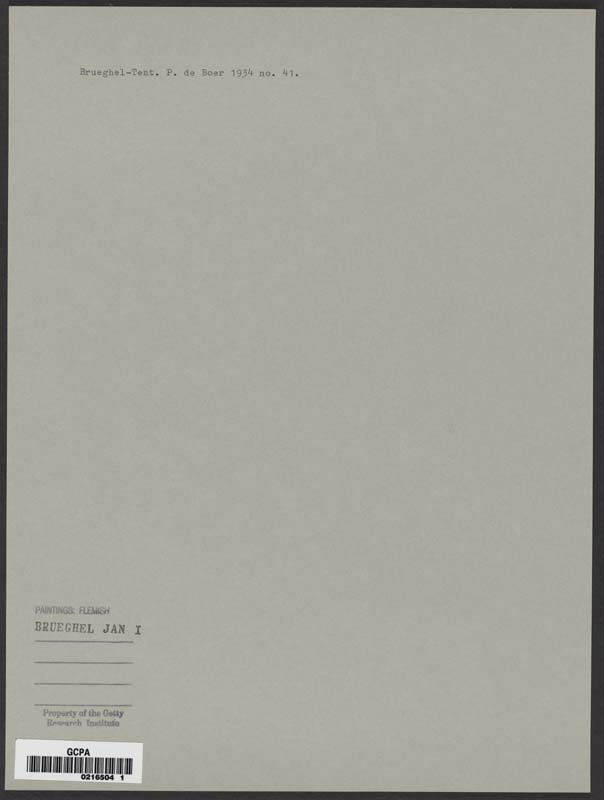 Brueghel-Tent. P. de Boer 1934 no. 41.
PAINTINGS: FLEMISH
BRUEGHEL JAN I
Property of the Getty
Research Institute
GCPA
0216504 1